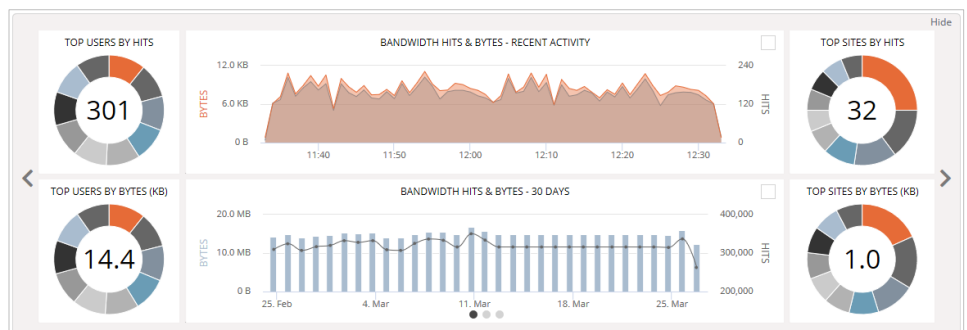 Hide
TOP USERS BY HITS
301
BANDWIDTH HITS & BYTES - RECENT ACTIVITY
12.0 KB
6.0 KB
0 B
BYTES
240
120
0
HITS
11:40 11:50 12:00 12:10 12:20 12:30
TOP SITES BY HITS
32
TOP USERS BY BYTES (KB)
14.4
BANDWIDTH HITS & BYTES - 30 DAYS
20.0 MB
10.0 MB
0 B
BYTES
400,000
300,000
200,000
HITS
25. Feb 4. Mar 11. Mar 18. Mar 25. Mar
TOP SITES BY BYTES (KB)
1.0